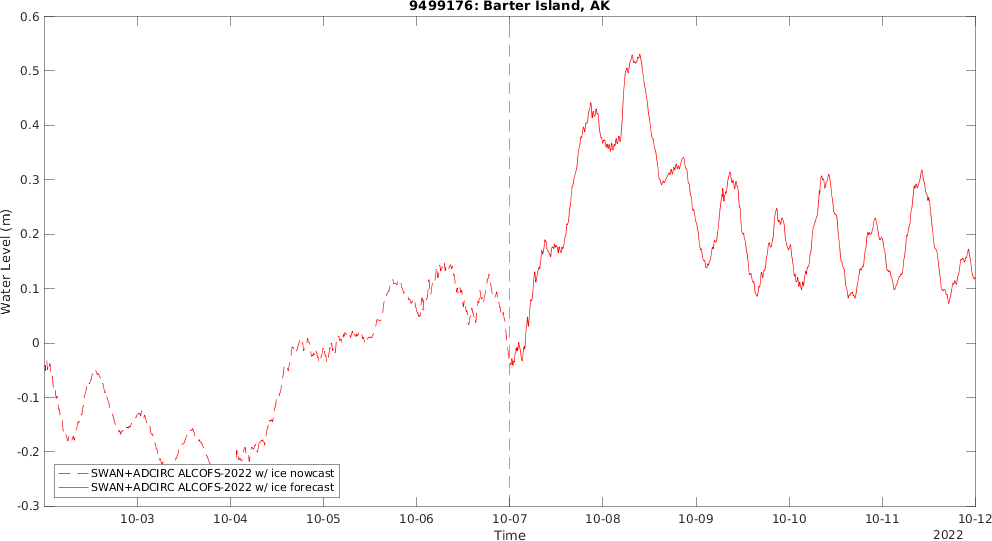 9499176: Barter Island, AK
0.6
0.5
0.4
0.3
0.2
0.1
0
-0.1
-0.2
-0.3
Water Level (m)
SWAN+ADCIRC ALCOFS-2022 w/ ice nowcast
SWAN+ADCIRC ALCOFS-2022 w/ ice forecast
10-03 10-04 10-05 10-06 10-07 10-08 10-09 10-10 10-11 10-12
Time
2022